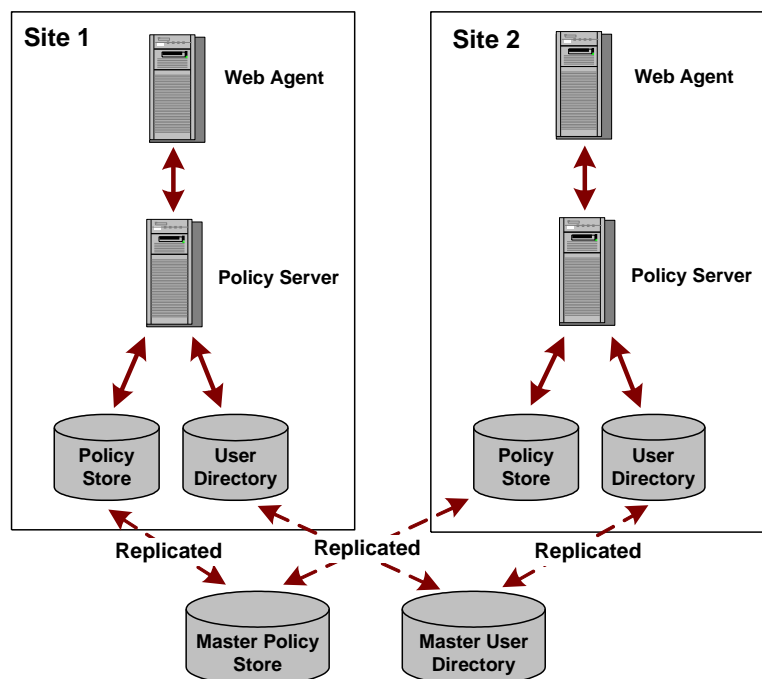 Site 1
Web Agent
Policy Server
Policy
Store
User
Directory
Site 2
Web Agent
Policy Server
Policy
Store
User
Directory
Replicated
Replicated
Replicated
Master Policy
Store
Master User
Directory